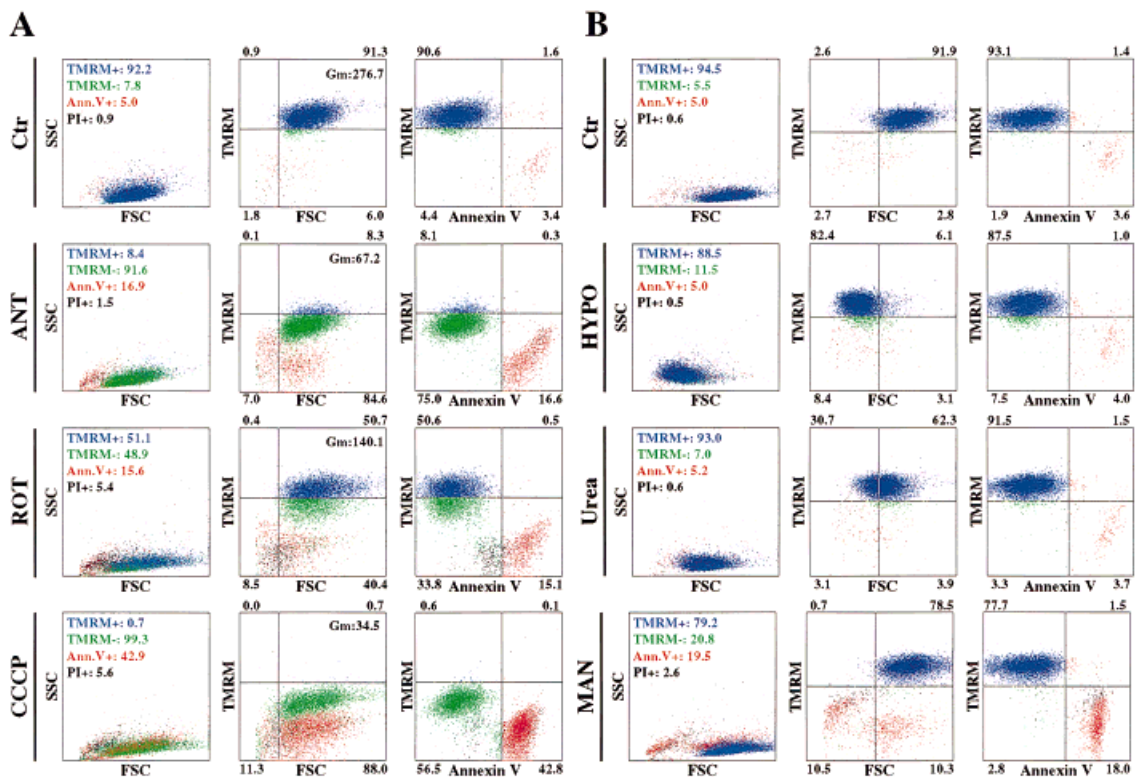 A
Ctr
SSC
TMRM+: 92.2
TMRM-: 7.8
Ann.V+: 5.0
PI+: 0.9
FSC
0.9 91.3
TMRM
Gm:276.7
1.8 FSC 6.0
90.6 1.6
TMRM
4.4 Annexin V 3.4
ANT
SSC
TMRM+: 8.4
TMRM-: 91.6
Ann.V+: 16.9
PI+: 1.5
FSC
0.1 8.3
TMRM
Gm:67.2
7.0 FSC 84.6
8.1 0.3
TMRM
75.0 Annexin V 16.6
ROT
SSC
TMRM+: 51.1
TMRM-: 48.9
Ann.V+: 15.6
PI+: 5.4
FSC
0.4 50.7
TMRM
Gm:140.1
8.5 FSC 40.4
50.6 0.5
TMRM
33.8 Annexin V 15.1
CCCP
SSC
TMRM+: 0.7
TMRM-: 99.3
Ann.V+: 42.9
PI+: 5.6
FSC
0.0 0.7
TMRM
Gm:34.5
11.3 FSC 88.0
0.6 0.1
TMRM
56.5 Annexin V 42.8
B
Ctr
SSC
TMRM+: 94.5
TMRM-: 5.5
Ann.V+: 5.0
PI+: 0.6
FSC
2.6 91.9
TMRM
2.7 FSC 2.8
93.1 1.4
TMRM
1.9 Annexin V 3.6
HYPO
SSC
TMRM+: 88.5
TMRM-: 11.5
Ann.V+: 5.0
PI+: 0.5
FSC
82.4 6.1
TMRM
8.4 FSC 3.1
87.5 1.0
TMRM
7.5 Annexin V 4.0
Urea
SSC
TMRM+: 93.0
TMRM-: 7.0
Ann.V+: 5.2
PI+: 0.6
FSC
30.7 62.3
TMRM
3.1 FSC 3.9
91.5 1.5
TMRM
3.3 Annexin V 3.7
MAN
SSC
TMRM+: 79.2
TMRM-: 20.8
Ann.V+: 19.5
PI+: 2.6
FSC
0.7 78.5
TMRM
10.5 FSC 10.3
77.7 1.5
TMRM
2.8 Annexin V 18.0